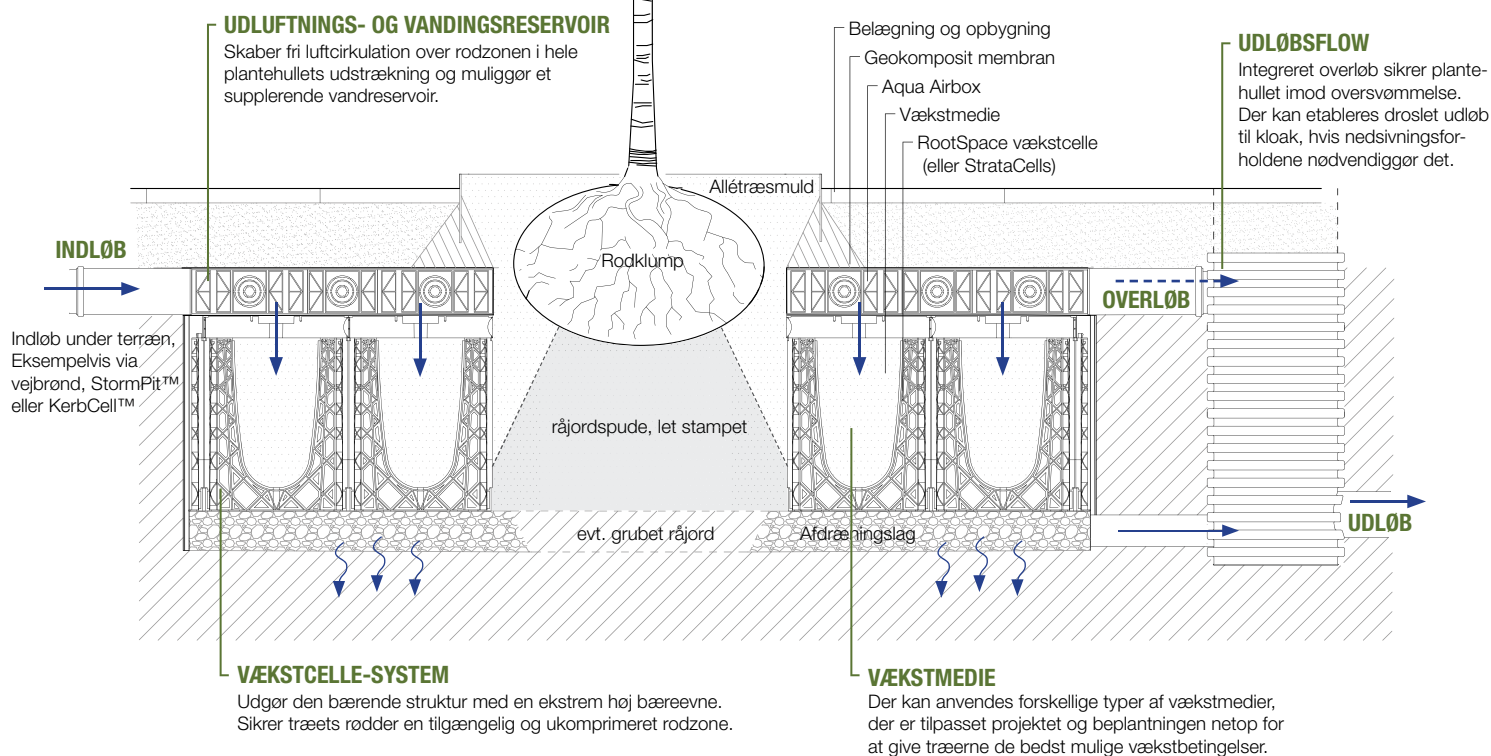 UDLUFTNINGS- OG VANDINGSRESERVOIR
Skaber fri luftcirkulation over rodzonen i hele
plantehullets udstrækning og muliggør et
supplerende vandreservoir.
Belægning og opbygning
Geokomposit membran
Aqua Airbox
Vækstmedie
RootSpace vækstcelle
(eller StrataCells)
UDLØBSFLOW
Integreret overløb sikrer plante-
hullet imod oversvømmelse.
Der kan etableres droslet udløb
til kloak, hvis nedsivningsfor-
holdene nødvendiggør det.
Allétræsmuld
INDLØB
Rodklump
OVERLØB
Indløb under terræn,
Eksempelvis via
vejbrønd, StormPit™
eller KerbCell™
råjordspude, let stampet
evt. grubet råjord
Afdræningslag
UDLØB
VÆKSTCELLE-SYSTEM
Udgør den bærende struktur med en ekstrem høj bæreevne.
Sikrer træets rødder en tilgængelig og ukomprimeret rodzone.
VÆKSTMEDIE
Der kan anvendes forskellige typer af vækstmedier,
der er tilpasset projektet og beplantningen netop for
at give træerne de bedst mulige vækstbetingelser.